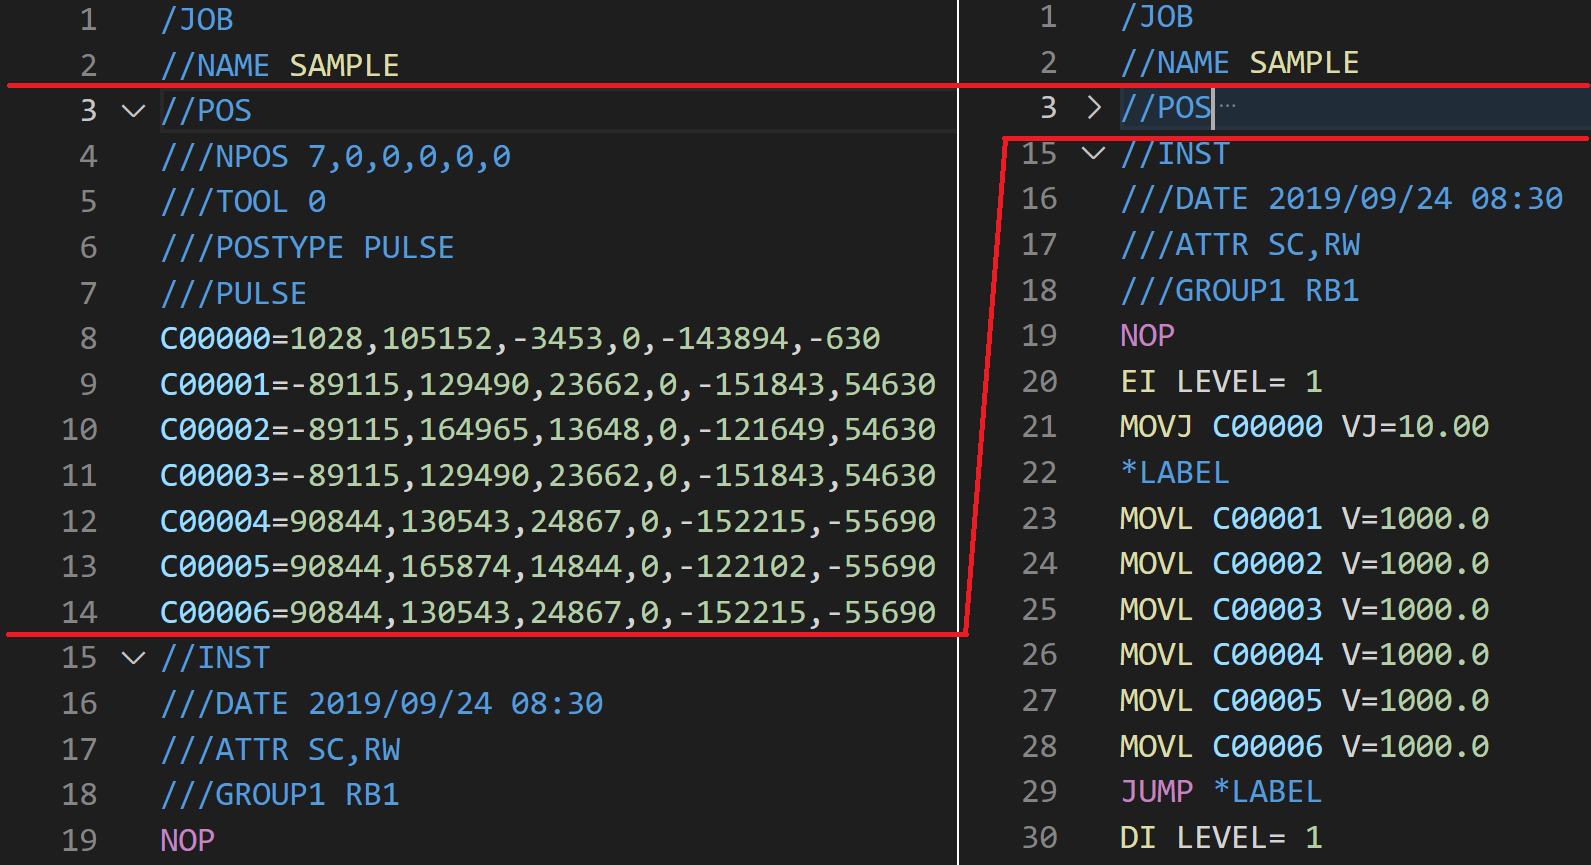 1 /JOB
2 //NAME SAMPLE
3 //POS
4 ///NPOS 7,0,0,0,0,0
5 ///TOOL 0
6 ///POSTYPE PULSE
7 ///PULSE
8 C00000=1028,105152,-3453,0,-143894,-630
9 C00001=-89115,129490,23662,0,-151843,54630
10 C00002=-89115,164965,13648,0,-121649,54630
11 C00003=-89115,129490,23662,0,-151843,54630
12 C00004=90844,130543,24867,0,-152215,-55690
13 C00005=90844,165874,14844,0,-122102,-55690
14 C00006=90844,130543,24867,0,-152215,-55690
15 //INST
16 ///DATE 2019/09/24 08:30
17 ///ATTR SC,RW
18 ///GROUP1 RB1
19 NOP
1 /JOB
2 //NAME SAMPLE
3 //POS ...
15 //INST
16 ///DATE 2019/09/24 08:30
17 ///ATTR SC,RW
18 ///GROUP1 RB1
19 NOP
20 EI LEVEL= 1
21 MOVJ C00000 VJ=10.00
22 *LABEL
23 MOVL C00001 V=1000.0
24 MOVL C00002 V=1000.0
25 MOVL C00003 V=1000.0
26 MOVL C00004 V=1000.0
27 MOVL C00005 V=1000.0
28 MOVL C00006 V=1000.0
29 JUMP *LABEL
30 DI LEVEL= 1